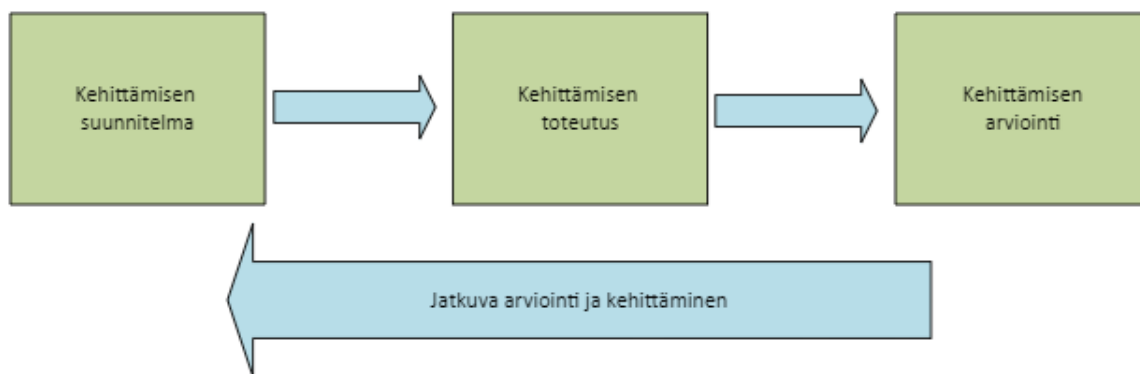 Kehittämisen
suunnitelma
Kehittämisen
toteutus
Kehittämisen
arviointi
Jatkuva arviointi ja kehittäminen